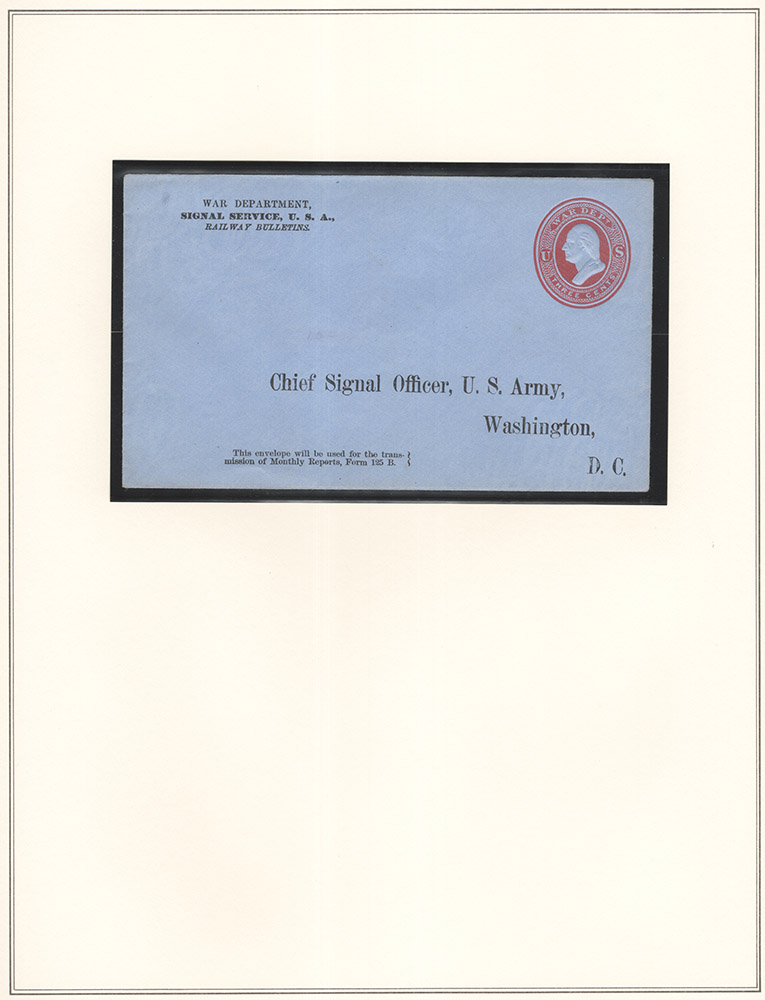 WAR DEPARTMENT,
SIGNAL SERVICE, U. S. A.,
RAILWAY BULLETINS.
WAR DEPT.
U S
THREE CENTS
Chief Signal Officer, U. S. Army,
Washington,
D. C.
This envelope will be used for the trans-}
mission of Monthly Reports, Form 125 B. }